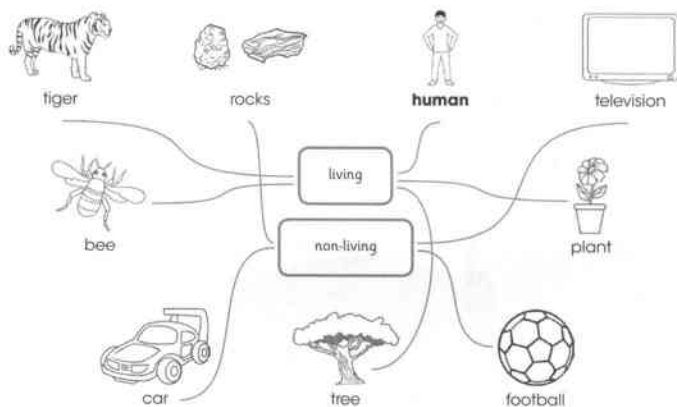 tiger
rocks
human
television
living
bee
plant
non-living
car
tree
football